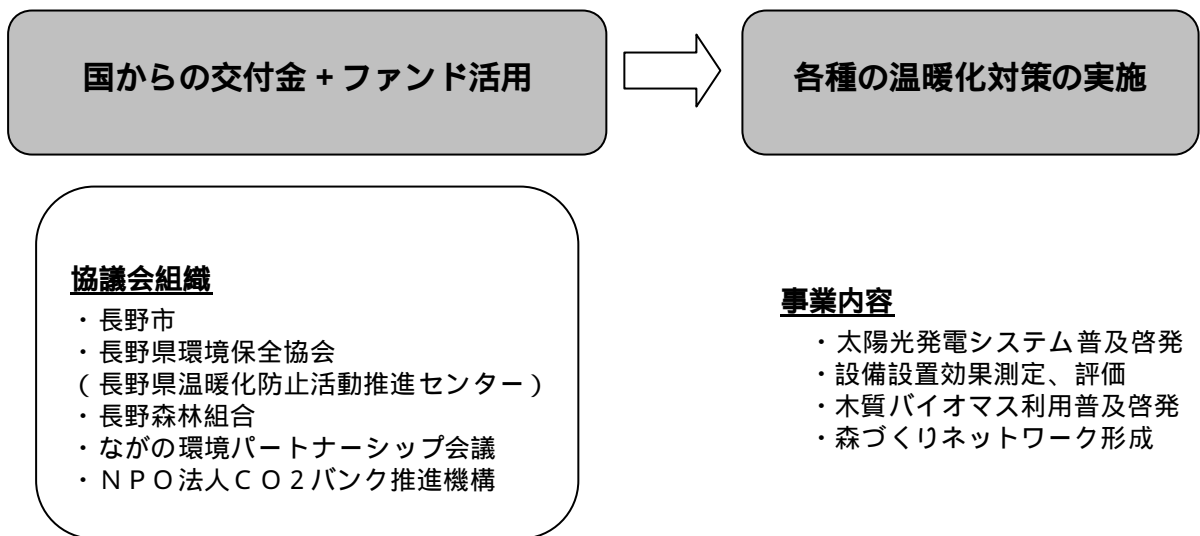 国からの交付金＋ファンド活用
各種の温暖化対策の実施
協議会組織
・長野市
・長野県環境保全協会
（長野県温暖化防止活動推進センター）
・長野森林組合
・ながの環境パートナーシップ会議
・ＮＰＯ法人ＣＯ２バンク推進機構
事業内容
・太陽光発電システム普及啓発
・設備設置効果測定、評価
・木質バイオマス利用普及啓発
・森づくりネットワーク形成